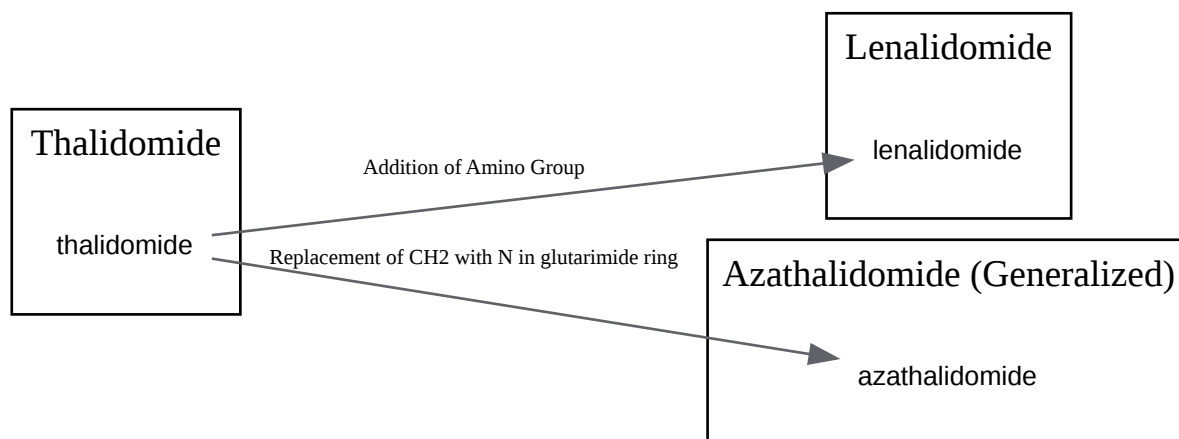 Lenalidomide
lenalidomide
Thalidomide
thalidomide
Addition of Amino Group
Replacement of CH2 with N in glutarimide ring
Azathalidomide (Generalized)
azathalidomide